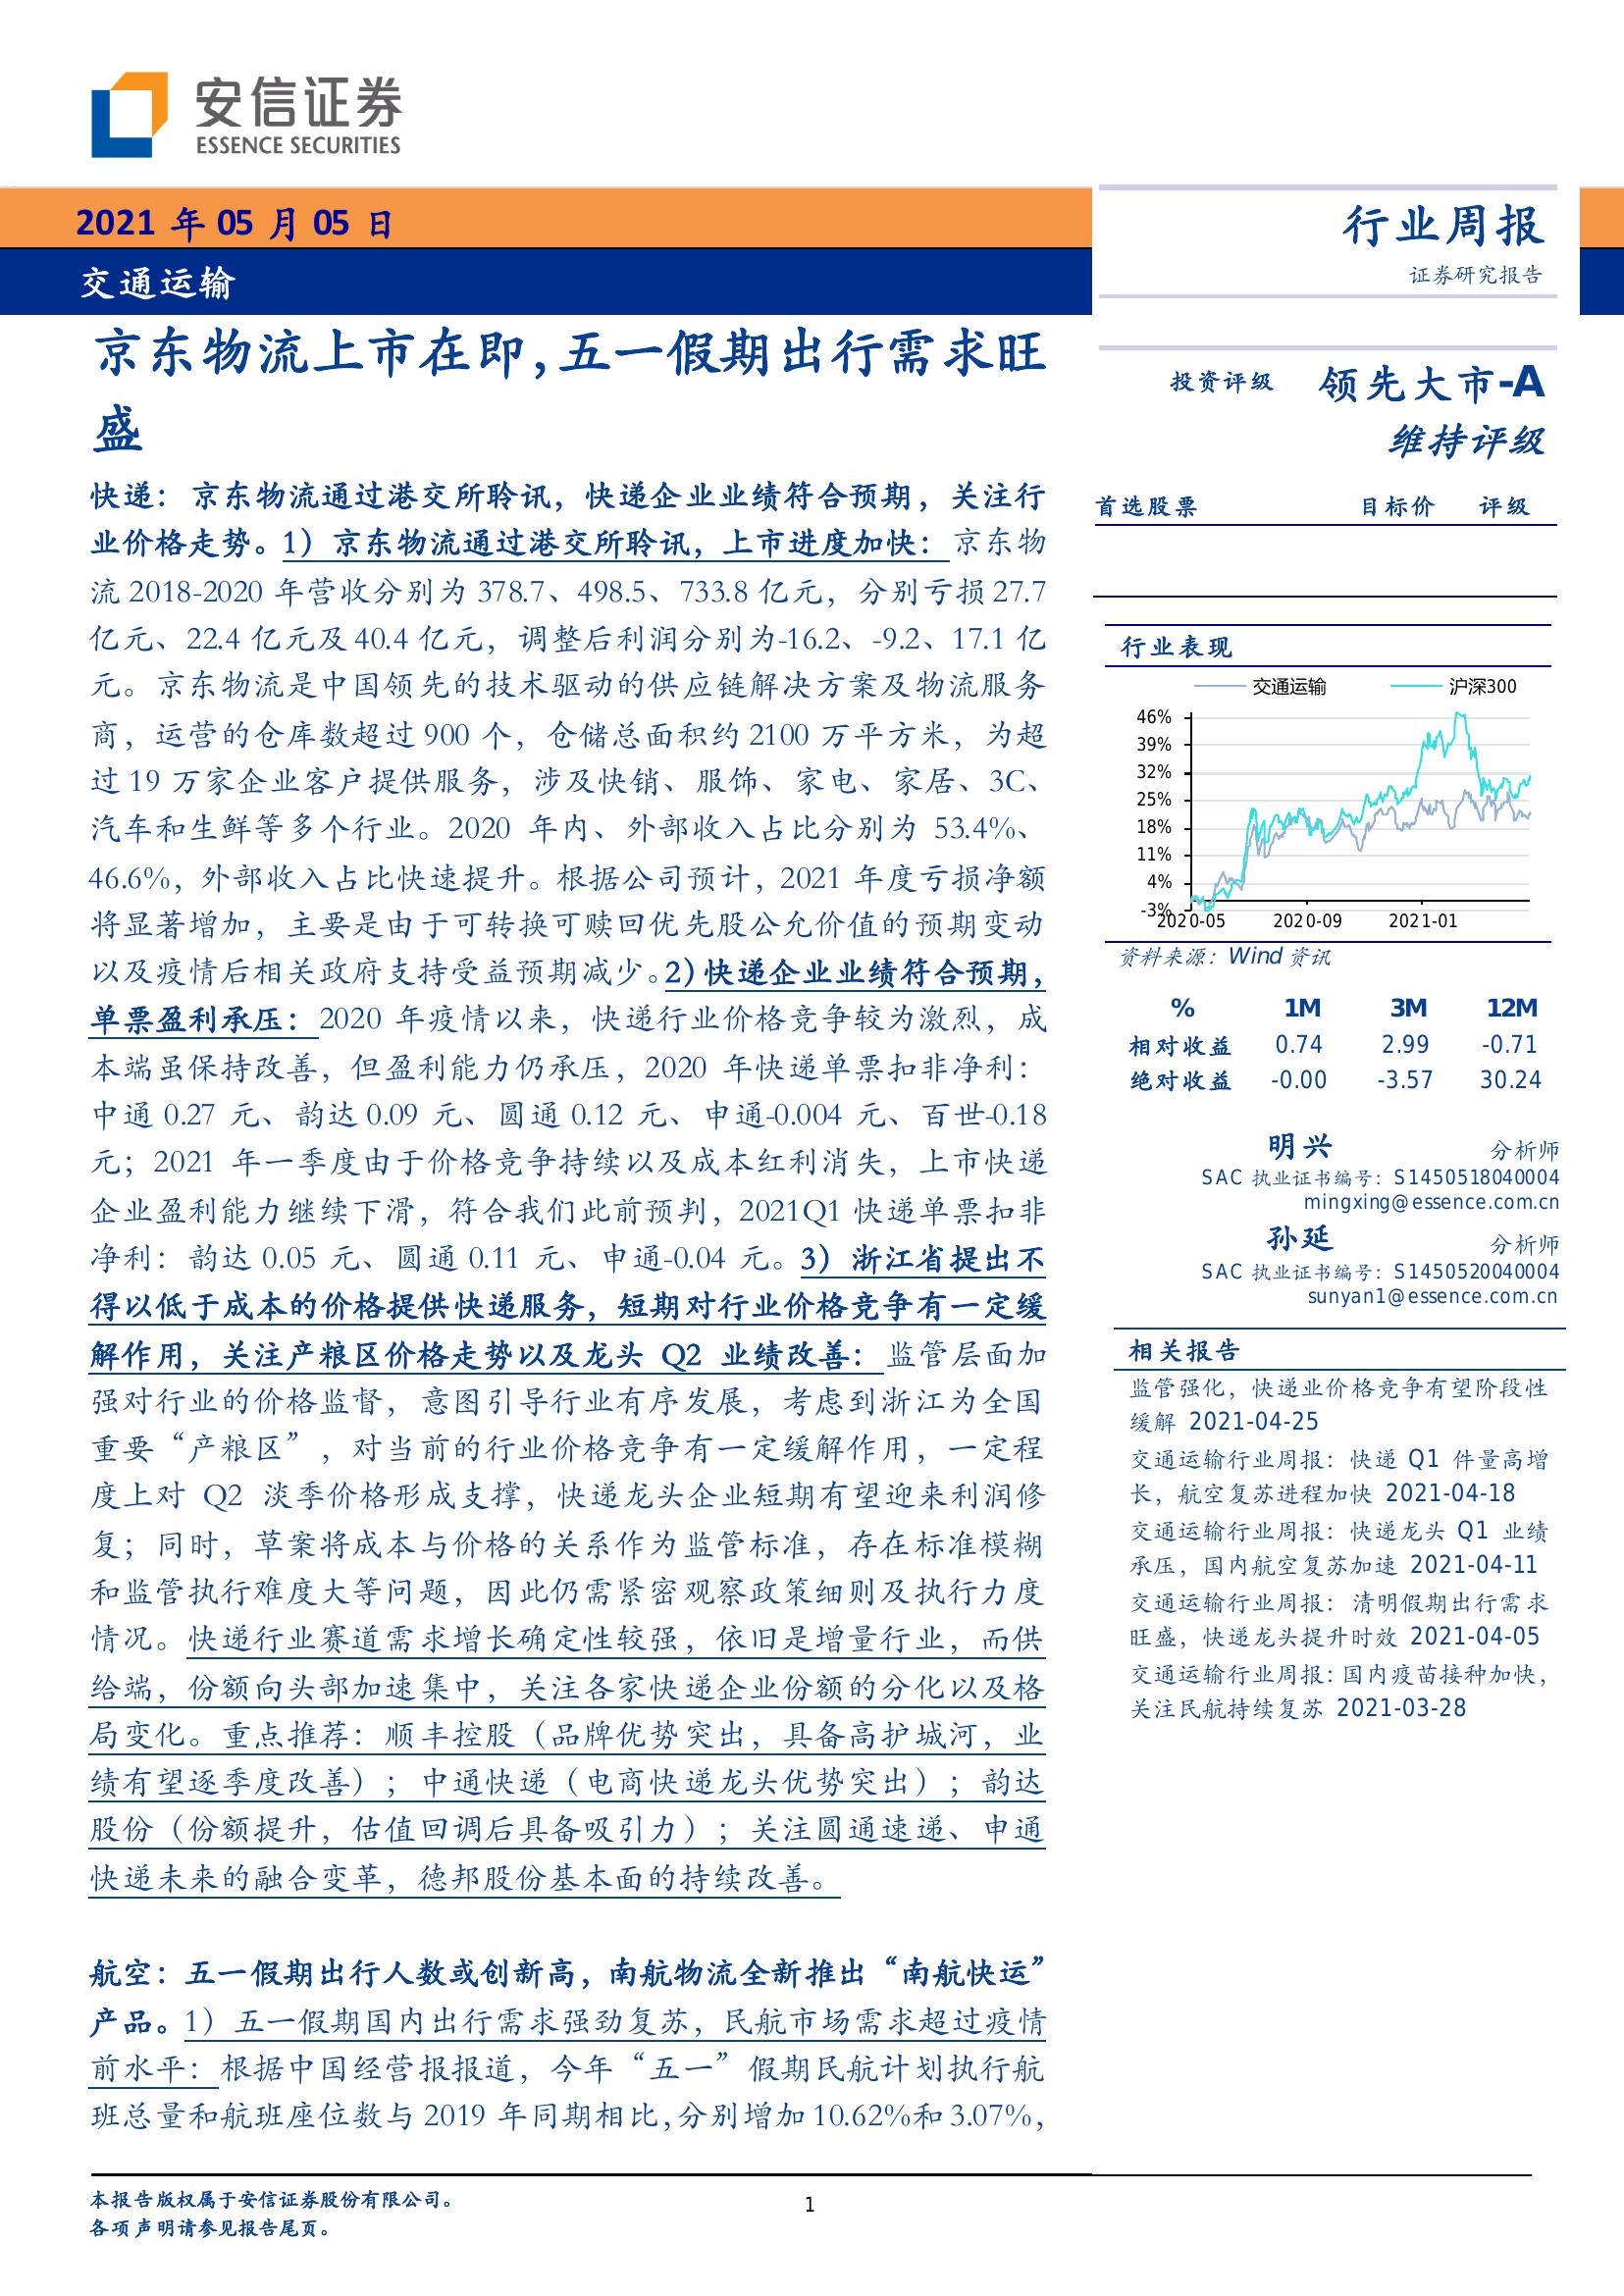 安信证券
ESSENCE SECURITIES
2021 年 05 月 05 日
交通运输
行业周报
证券研究报告
京东物流上市在即,五一假期出行需求旺
盛
快递：京东物流通过港交所聆讯，快递企业业绩符合预期，关注行
业价格走势。1）京东物流通过港交所聆讯，上市进度加快：京东物
流 2018-2020 年营收分别为 378.7、498.5、733.8 亿元，分别亏损 27.7
亿元、22.4 亿元及 40.4 亿元，调整后利润分别为-16.2、-9.2、17.1 亿
元。京东物流是中国领先的技术驱动的供应链解决方案及物流服务
商，运营的仓库数超过 900 个，仓储总面积约 2100 万平方米，为超
过 19 万家企业客户提供服务，涉及快销、服饰、家电、家居、3C、
汽车和生鲜等多个行业。2020 年内、外部收入占比分别为 53.4%、
46.6%，外部收入占比快速提升。根据公司预计，2021 年度亏损净额
将显著增加，主要是由于可转换可赎回优先股公允价值的预期变动
以及疫情后相关政府支持受益预期减少。2)快递企业业绩符合预期，
单票盈利承压：2020 年疫情以来，快递行业价格竞争较为激烈，成
本端虽保持改善，但盈利能力仍承压，2020 年快递单票扣非净利：
中通 0.27 元、韵达 0.09 元、圆通 0.12 元、申通-0.004 元、百世-0.18
元；2021 年一季度由于价格竞争持续以及成本红利消失，上市快递
企业盈利能力继续下滑，符合我们此前预判，2021Q1 快递单票扣非
净利：韵达 0.05 元、圆通 0.11 元、申通-0.04 元。3）浙江省提出不
得以低于成本的价格提供快递服务，短期对行业价格竞争有一定缓
解作用，关注产粮区价格走势以及龙头 Q2 业绩改善：监管层面加
强对行业的价格监督，意图引导行业有序发展，考虑到浙江为全国
重要“产粮区”，对当前的行业价格竞争有一定缓解作用，一定程
度上对 Q2 淡季价格形成支撑，快递龙头企业短期有望迎来利润修
复；同时，草案将成本与价格的关系作为监管标准，存在标准模糊
和监管执行难度大等问题，因此仍需紧密观察政策细则及执行力度
情况。快递行业赛道需求增长确定性较强，依旧是增量行业，而供
给端，份额向头部加速集中，关注各家快递企业份额的分化以及格
局变化。重点推荐：顺丰控股（品牌优势突出，具备高护城河，业
绩有望逐季度改善）；中通快递（电商快递龙头优势突出）；韵达
股份（份额提升，估值回调后具备吸引力）；关注圆通速递、申通
快递未来的融合变革，德邦股份基本面的持续改善。
航空：五一假期出行人数或创新高，南航物流全新推出“南航快运”
产品。1）五一假期国内出行需求强劲复苏，民航市场需求超过疫情
前水平：根据中国经营报报道，今年“五一”假期民航计划执行航
班总量和航班座位数与 2019 年同期相比,分别增加 10.62%和 3.07%，
投资评级 领先大市-A
维持评级
首选股票 目标价 评级
行业表现
交通运输 沪深300
46%
39%
32%
25%
18%
11%
4%
-3%
2020-05 2020-09 2021-01
资料来源：Wind 资讯
% 1M 3M 12M
相对收益 0.74 2.99 -0.71
绝对收益 -0.00 -3.57 30.24
明兴 分析师
SAC 执业证书编号：S1450518040004
mingxing@essence.com.cn
孙延 分析师
SAC 执业证书编号：S1450520040004
sunyan1@essence.com.cn
相关报告
监管强化，快递业价格竞争有望阶段性
缓解 2021-04-25
交通运输行业周报：快递 Q1 件量高增
长，航空复苏进程加快 2021-04-18
交通运输行业周报：快递龙头 Q1 业绩
承压，国内航空复苏加速 2021-04-11
交通运输行业周报：清明假期出行需求
旺盛，快递龙头提升时效 2021-04-05
交通运输行业周报：国内疫苗接种加快，
关注民航持续复苏 2021-03-28
本报告版权属于安信证券股份有限公司。
各项声明请参见报告尾页。
1